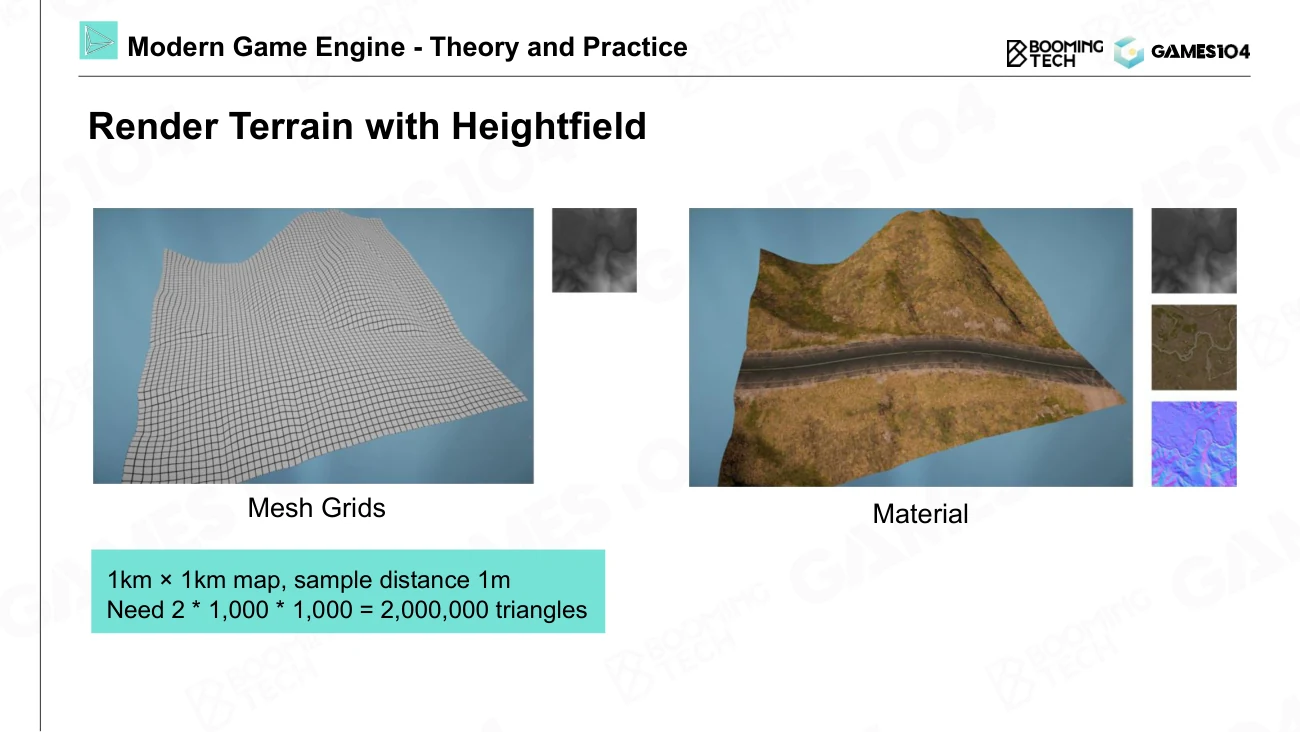 Modern Game Engine - Theory and Practice
BOOMING
TECH
GAMES104
Render Terrain with Heightfield
Mesh Grids
Material
1km × 1km map, sample distance 1m
Need 2 * 1,000 * 1,000 = 2,000,000 triangles